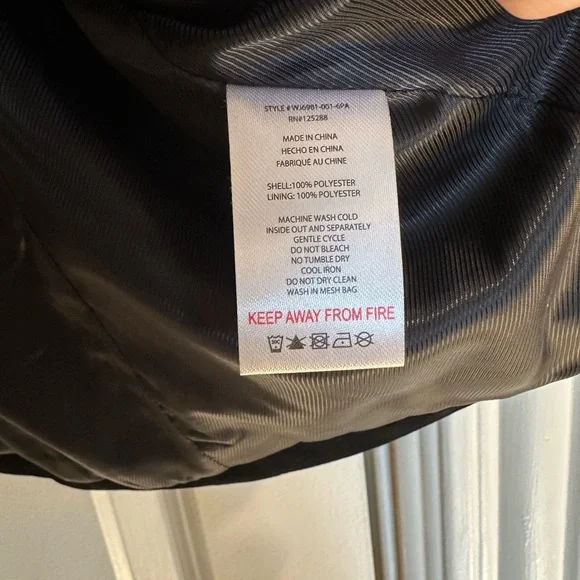 STYLE # WJ6981-001-6PA
RN#125288
MADE IN CHINA
HECHO EN CHINA
FABRIQUÉ AU CHINE
SHELL:100% POLYESTER
LINING: 100% POLYESTER
MACHINE WASH COLD
INSIDE OUT AND SEPARATELY
GENTLE CYCLE
DO NOT BLEACH
NO TUMBLE DRY
COOL IRON
DO NOT DRY CLEAN
WASH IN MESH BAG
KEEP AWAY FROM FIRE